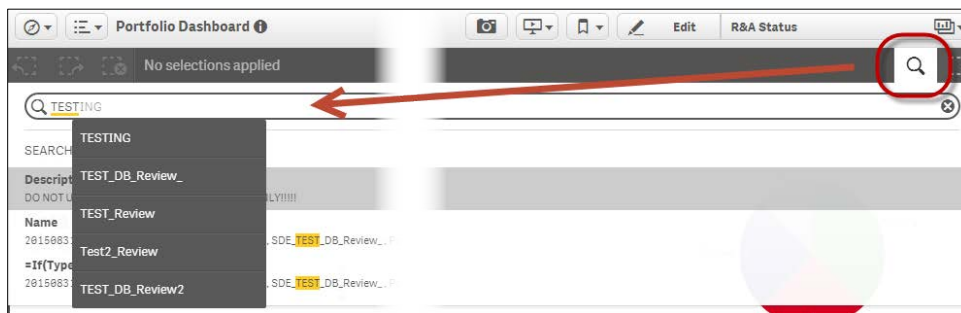 Portfolio Dashboard
Edit
R&A Status
No selections applied
TESTING
TESTING
SEARCH
TEST_DB_Review_
Descript
DO NOT U
ILY!!!!!
TEST_Review
Name
2015083
, SDE_TEST_DB_Review_,
Test2_Review
=If(Type
2015083
, SDE_TEST_DB_Review_,
TEST_DB_Review2